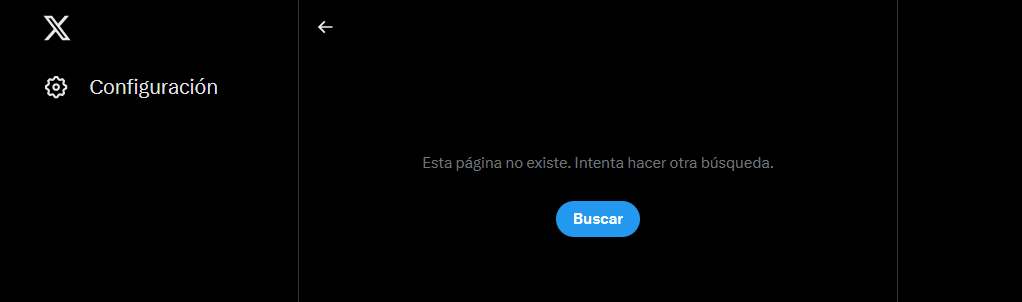 Configuración
Esta página no existe. Intenta hacer otra búsqueda.
Buscar